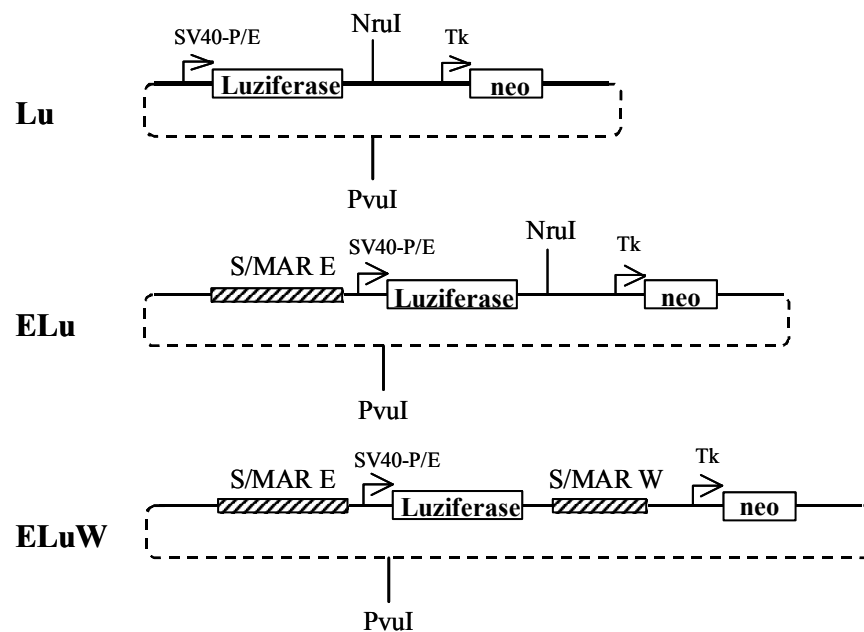 NruI
SV40-P/E
Tk
Luziferase
neo
Lu
PvuI
NruI
SV40-P/E
Tk
S/MAR E
Luziferase
neo
ELu
PvuI
SV40-P/E
Tk
S/MAR E
S/MAR W
Luziferase
neo
ELuW
PvuI